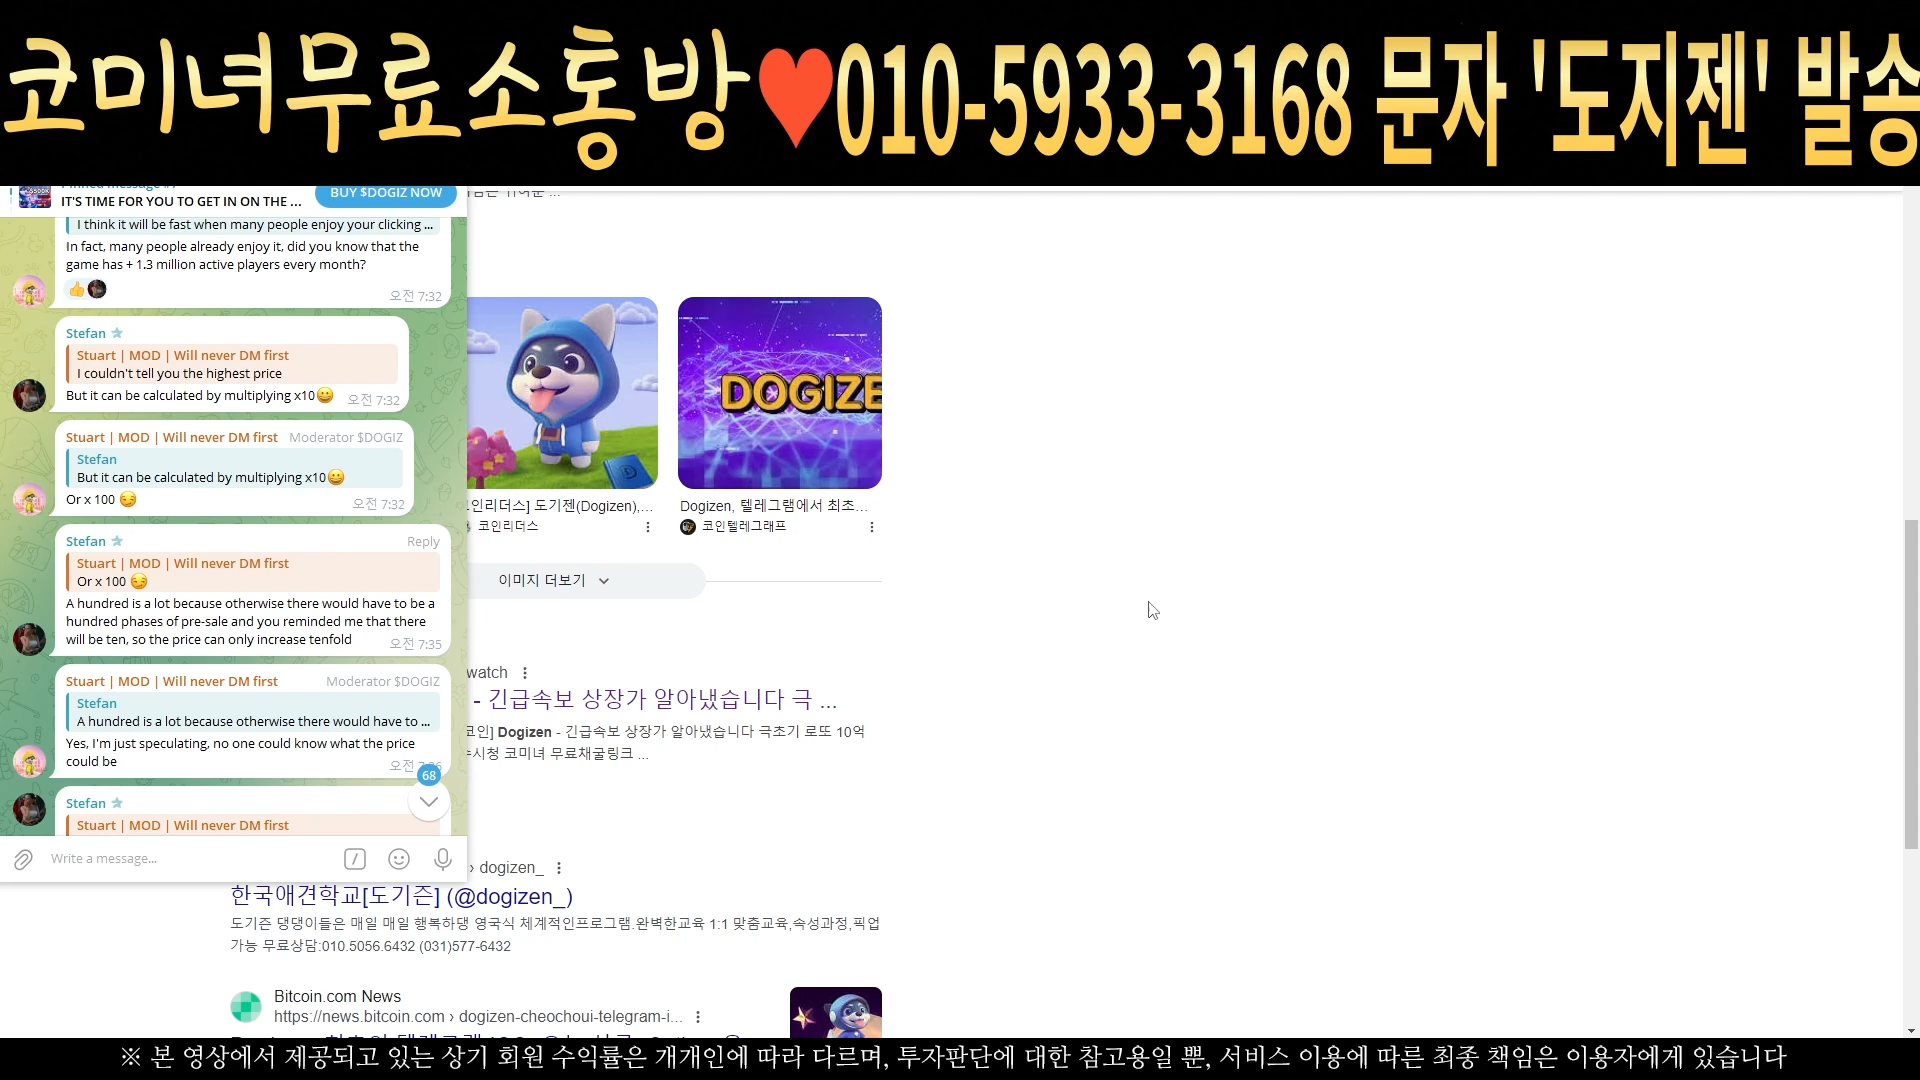 코미녀무료소통방♥010-5933-3168 문자 '도지젠' 발송
IT'S TIME FOR YOU TO GET IN ON THE ...
BUY $DOGIZ NOW
I think it will be fast when many people enjoy your clicking ...
In fact, many people already enjoy it, did you know that the
game has + 1.3 million active players every month?
오전 7:32
Stefan
Stuart | MOD | Will never DM first
I couldn't tell you the highest price
But it can be calculated by multiplying x10😀
오전 7:32
Stuart | MOD | Will never DM first Moderator $DOGIZ
Stefan
But it can be calculated by multiplying x10😀
Or x 100 😏
오전 7:32
Stefan Reply
Stuart | MOD | Will never DM first
Or x 100 😏
A hundred is a lot because otherwise there would have to be a
hundred phases of pre-sale and you reminded me that there
will be ten, so the price can only increase tenfold
오전 7:35
Stuart | MOD | Will never DM first Moderator $DOGIZ
Stefan
A hundred is a lot because otherwise there would have to ...
Yes, I'm just speculating, no one could know what the price
could be
오전
68
Stefan
Stuart | MOD | Will never DM first
Write a message...
DOGIZE
도기젠(Dogizen),...
코인리더스
Dogizen, 텔레그램에서 최초...
코인텔레그래프
이미지 더보기
watch
- 긴급속보 상장가 알아냈습니다 극 ...
Dogizen - 긴급속보 상장가 알아냈습니다 극초기 로또 10억
코미녀 무료채굴링크 ...
› dogizen_
한국애견학교[도기즌] (@dogizen_)
도기즌 댕댕이들은 매일 매일 행복하댕 영국식 체계적인프로그램.완벽한교육 1:1 맞춤교육,속성과정,픽업
가능 무료상담:010.5056.6432 (031)577-6432
Bitcoin.com News
https://news.bitcoin.com › dogizen-cheochoui-telegram-i...
※ 본 영상에서 제공되고 있는 상기 회원 수익률은 개개인에 따라 다르며, 투자판단에 대한 참고용일 뿐, 서비스 이용에 따른 최종 책임은 이용자에게 있습니다